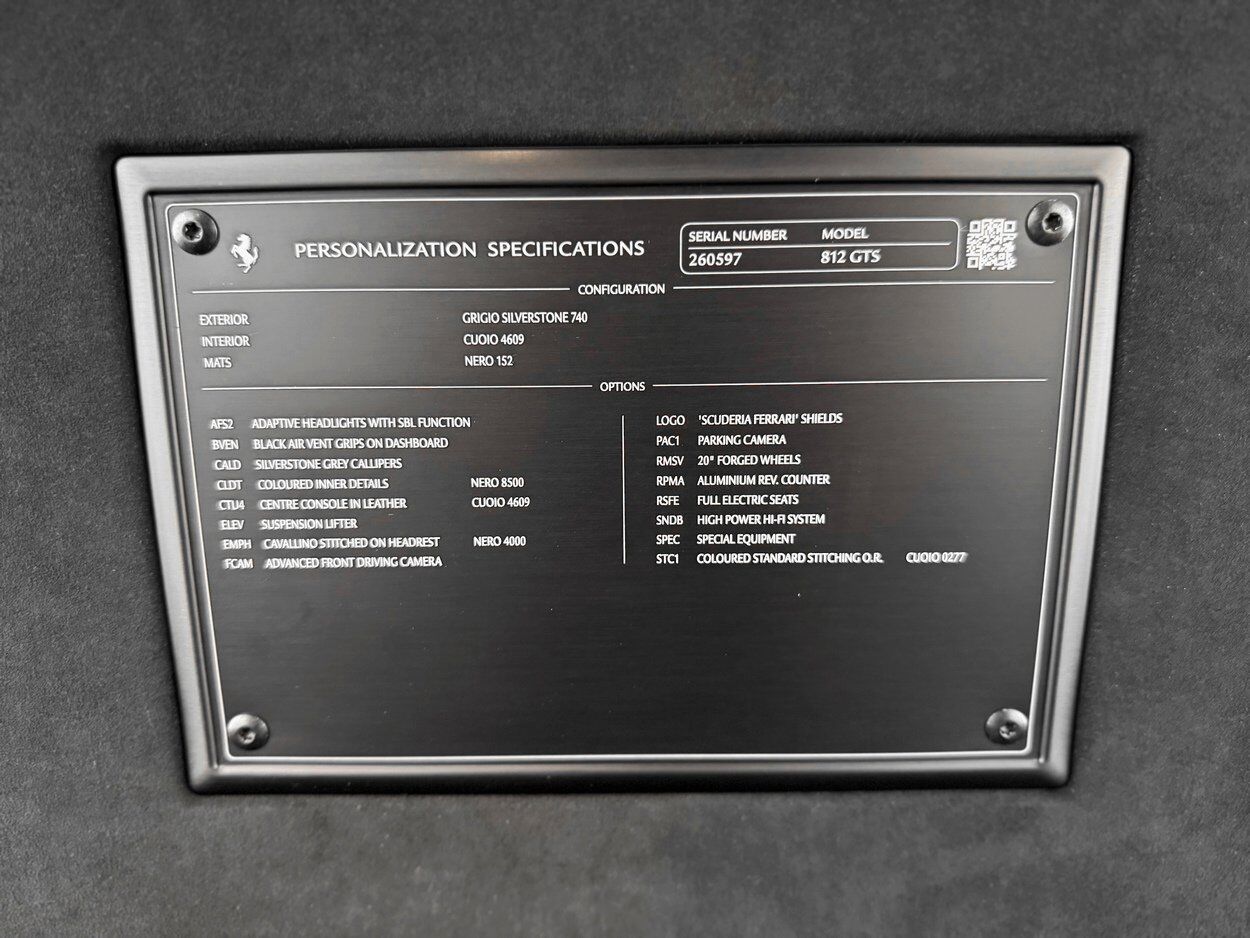 PERSONALIZATION SPECIFICATIONS
SERIAL NUMBER MODEL
260597 812 GTS
CONFIGURATION
EXTERIOR GRIGIO SILVERSTONE 740
INTERIOR CUOIO 4609
MATS NERO 152
OPTIONS
AFS2 ADAPTIVE HEADLIGHTS WITH SBL FUNCTION
BVEN BLACK AIR VENT GRIPS ON DASHBOARD
CALD SILVERSTONE GREY CALLIPERS
CLDT COLOURED INNER DETAILS NERO 8500
CTU4 CENTRE CONSOLE IN LEATHER CUOIO 4609
ELEV SUSPENSION LIFTER
EMPH CAVALLINO STITCHED ON HEADREST NERO 4000
FCAM ADVANCED FRONT DRIVING CAMERA
LOGO 'SCUDERIA FERRARI' SHIELDS
PAC1 PARKING CAMERA
RMSV 20" FORGED WHEELS
RPMA ALUMINIUM REV. COUNTER
RSFE FULL ELECTRIC SEATS
SNDB HIGH POWER HI-FI SYSTEM
SPEC SPECIAL EQUIPMENT
STC1 COLOURED STANDARD STITCHING O.R. CUOIO 0277